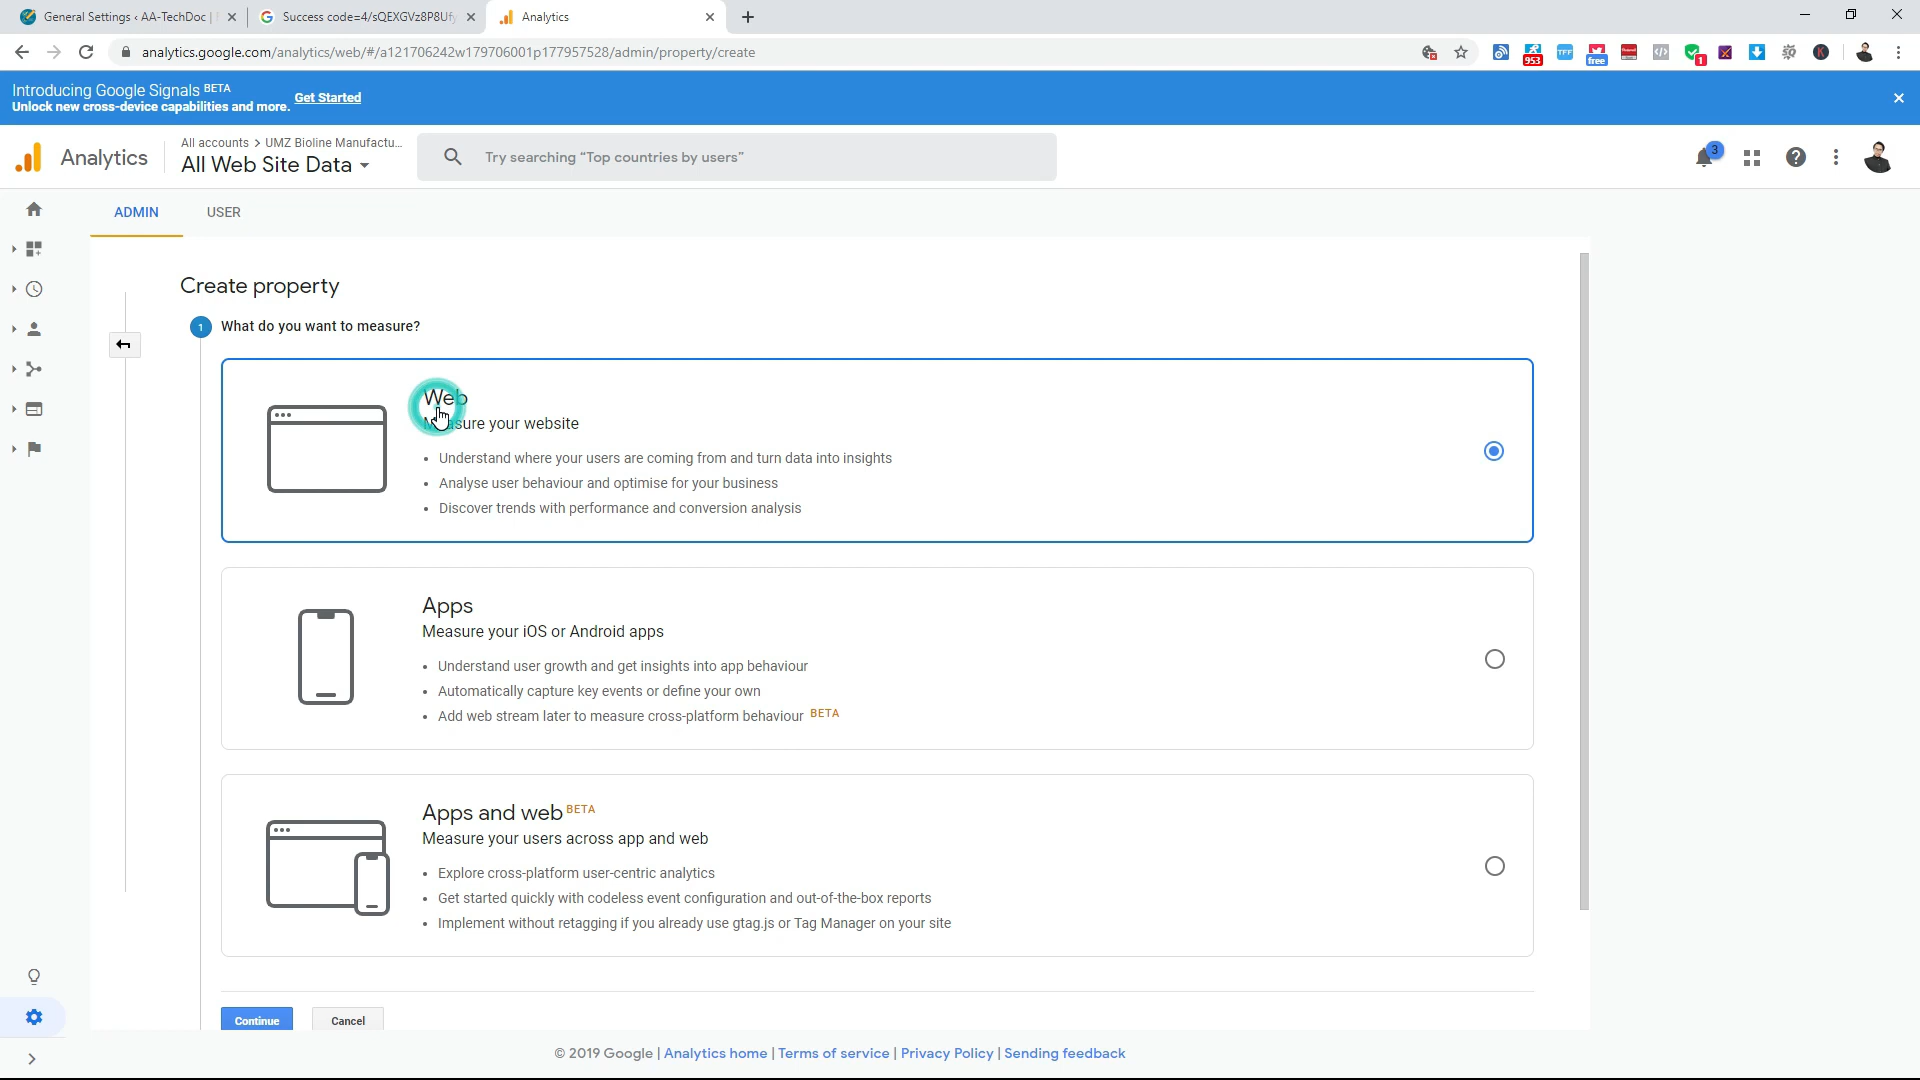 General Settings ‹ AA-TechDoc |
Success code=4/sQEXGVz8P8Ufy
Analytics
analytics.google.com/analytics/web/#/a121706242w179706001p177957528/admin/property/create
953
TFF
free
1
Introducing Google Signals BETA
Unlock new cross-device capabilities and more. Get Started
Analytics
All accounts > UMZ Bioline Manufactu...
All Web Site Data
Try searching “Top countries by users”
3
ADMIN
USER
Create property
1 What do you want to measure?
Web
Measure your website
• Understand where your users are coming from and turn data into insights
• Analyse user behaviour and optimise for your business
• Discover trends with performance and conversion analysis
Apps
Measure your iOS or Android apps
• Understand user growth and get insights into app behaviour
• Automatically capture key events or define your own
• Add web stream later to measure cross-platform behaviour BETA
Apps and web BETA
Measure your users across app and web
• Explore cross-platform user-centric analytics
• Get started quickly with codeless event configuration and out-of-the-box reports
• Implement without retagging if you already use gtag.js or Tag Manager on your site
Continue
Cancel
© 2019 Google | Analytics home | Terms of service | Privacy Policy | Sending feedback